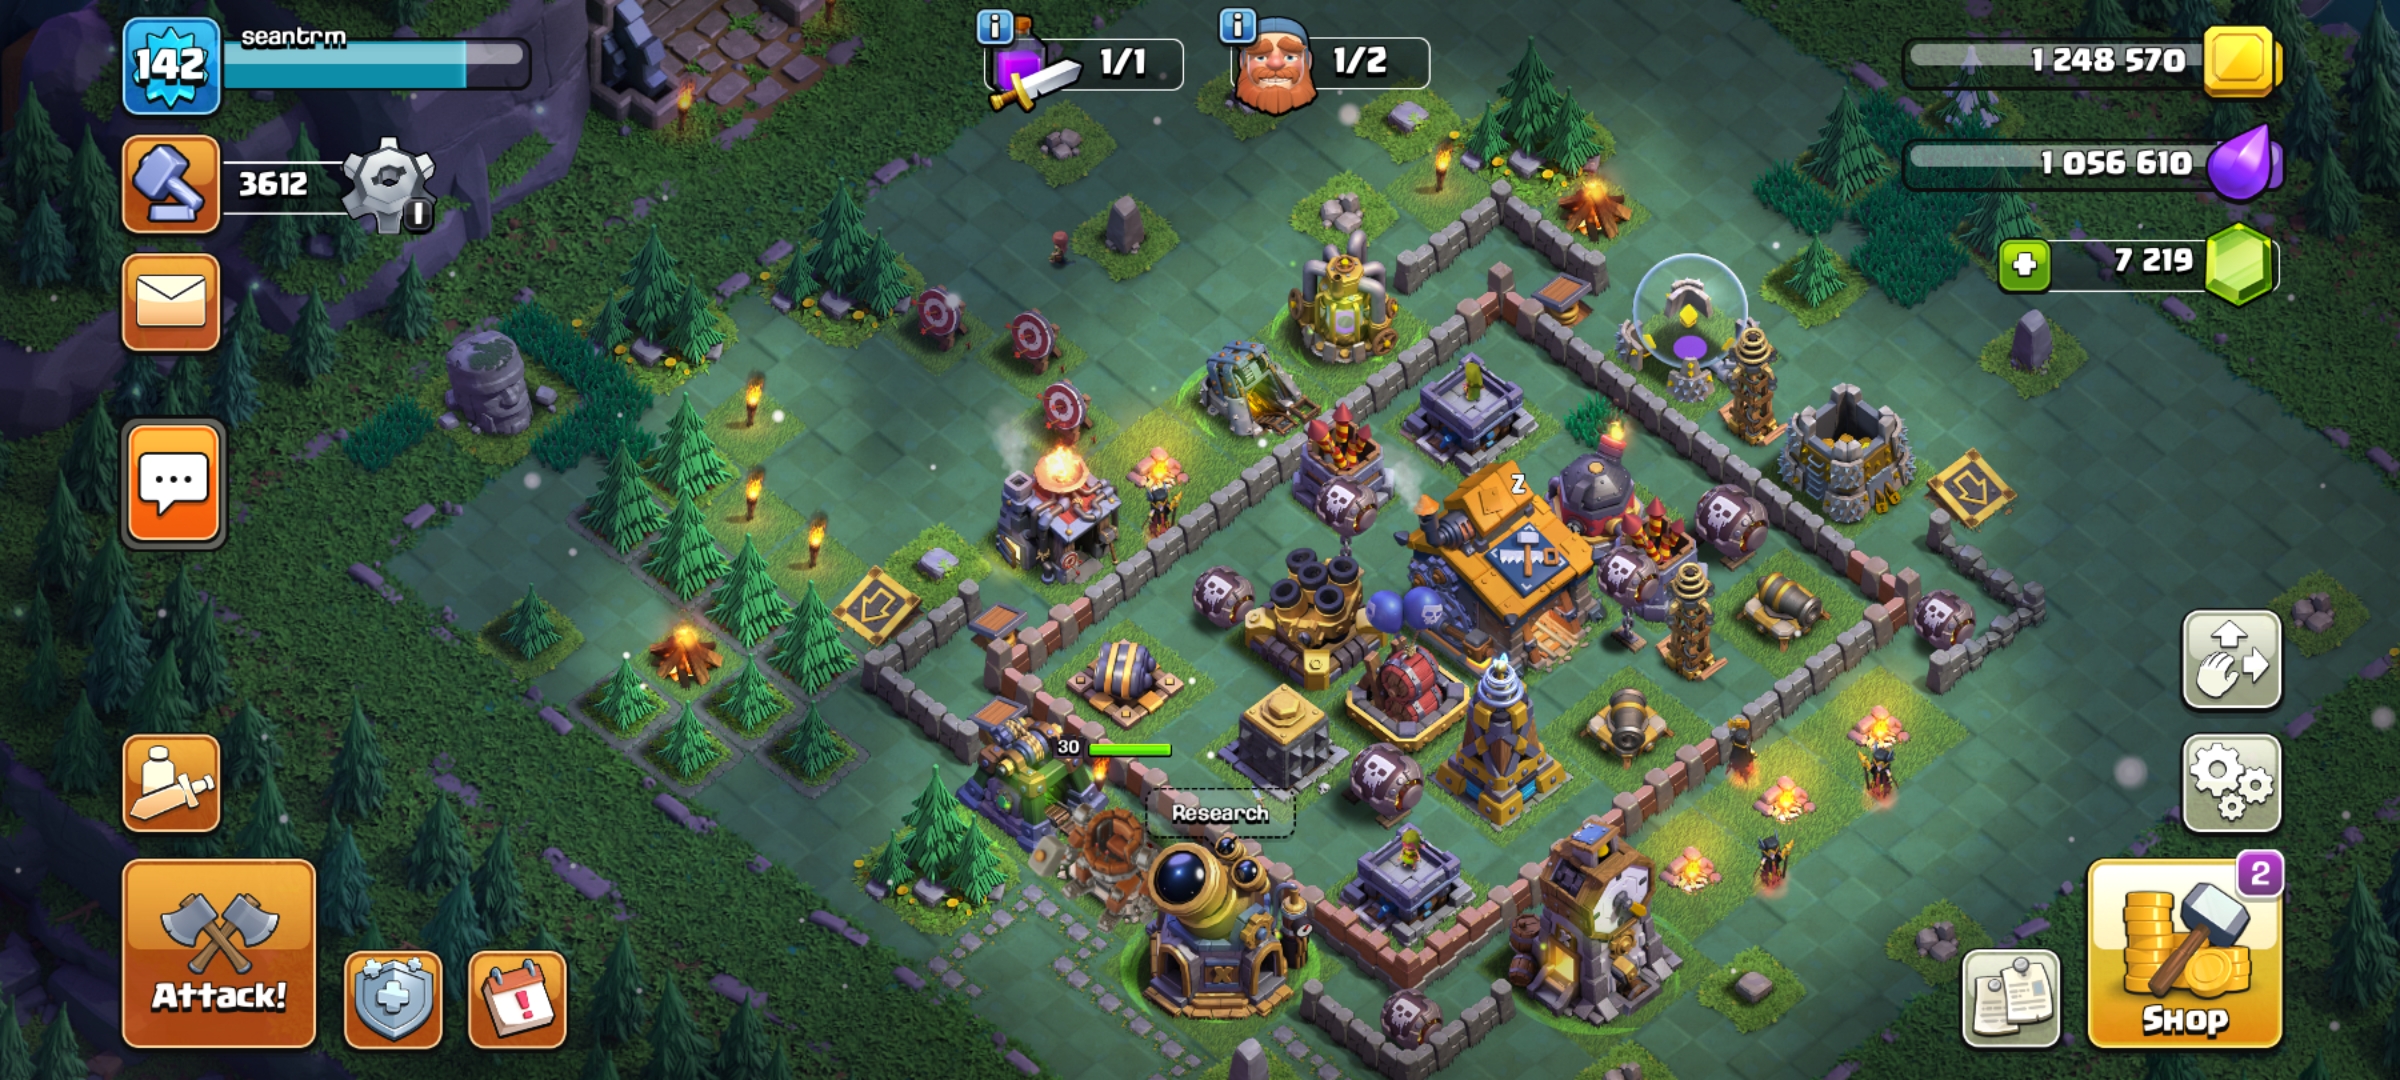 142
seantrm
1/1
1/2
1 248 570
3612
I
1 056 610
7 219
Z
30
Research
2
Attack!
Shop